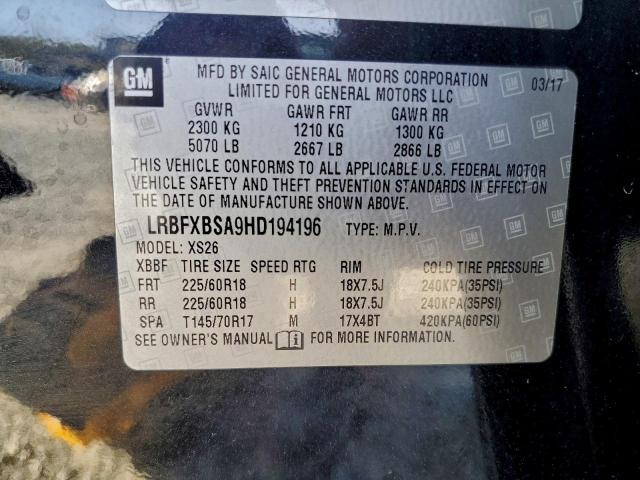 GM
MFD BY SAIC GENERAL MOTORS CORPORATION 03/17
LIMITED FOR GENERAL MOTORS LLC
GVWR GAWR FRT GAWR RR
2300 KG 1210 KG 1300 KG
5070 LB 2667 LB 2866 LB
THIS VEHICLE CONFORMS TO ALL APPLICABLE U.S. FEDERAL MOTOR
VEHICLE SAFETY AND THEFT PREVENTION STANDARDS IN EFFECT ON
THE DATE OF MANUFACTURE SHOWN ABOVE.
LRBFXBSA9HD194196 TYPE: M.P.V.
MODEL: XS26
XBBF TIRE SIZE SPEED RTG RIM COLD TIRE PRESSURE
FRT 225/60R18 H 18X7.5J 240KPA(35PSI)
RR 225/60R18 H 18X7.5J 240KPA(35PSI)
SPA T145/70R17 M 17X4BT 420KPA(60PSI)
SEE OWNER'S MANUAL FOR MORE INFORMATION.